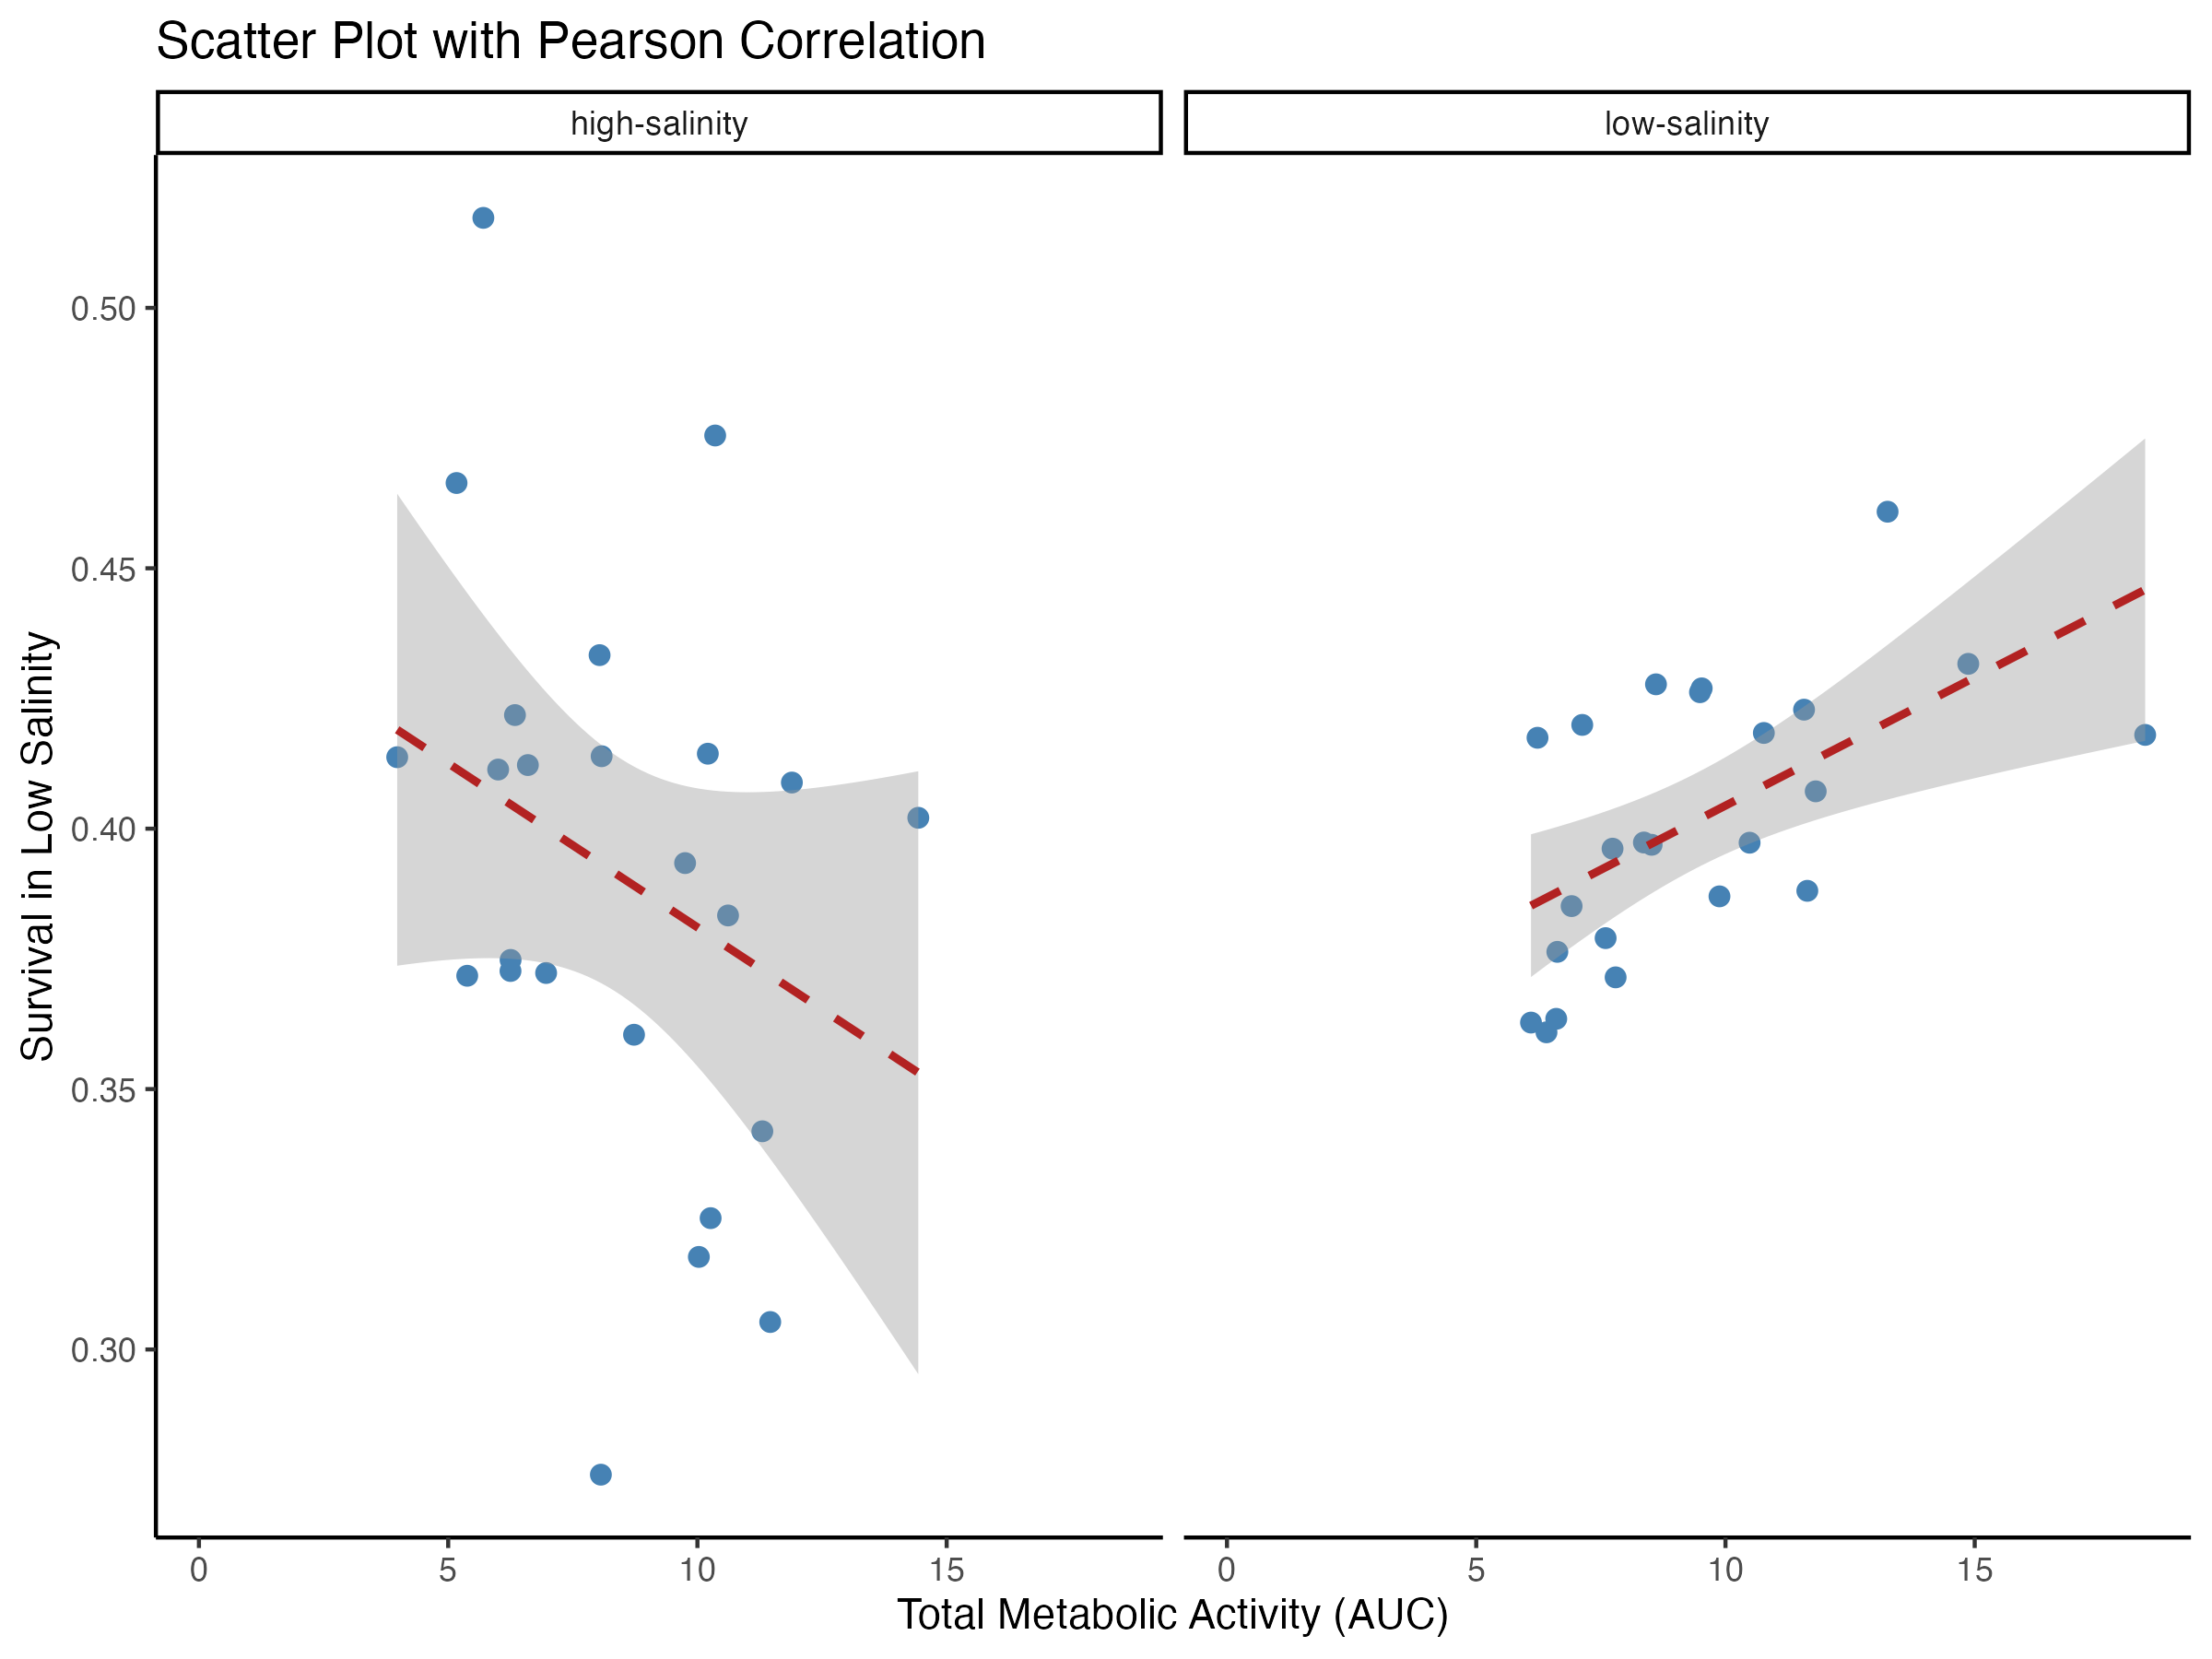 Scatter Plot with Pearson Correlation
high-salinity
low-salinity
Survival in Low Salinity
0.50
0.45
0.40
0.35
0.30
0 5 10 15
0 5 10 15
Total Metabolic Activity (AUC)